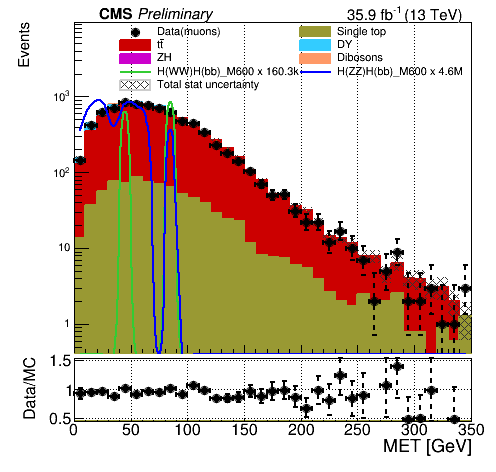 CMS Preliminary 35.9 fb⁻¹ (13 TeV)
Events
Data(muons) Single top
tt̄ DY
ZH Dibosons
H(WW)H(bb)_M600 x 160.3k H(ZZ)H(bb)_M600 x 4.6M
Total stat uncertainty
10³
10²
10
1
Data/MC
1.5
1
0.5
0 50 100 150 200 250 300 350
MET [GeV]